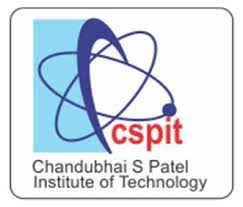 cspit
Chandubhai S Patel
Institute of Technology